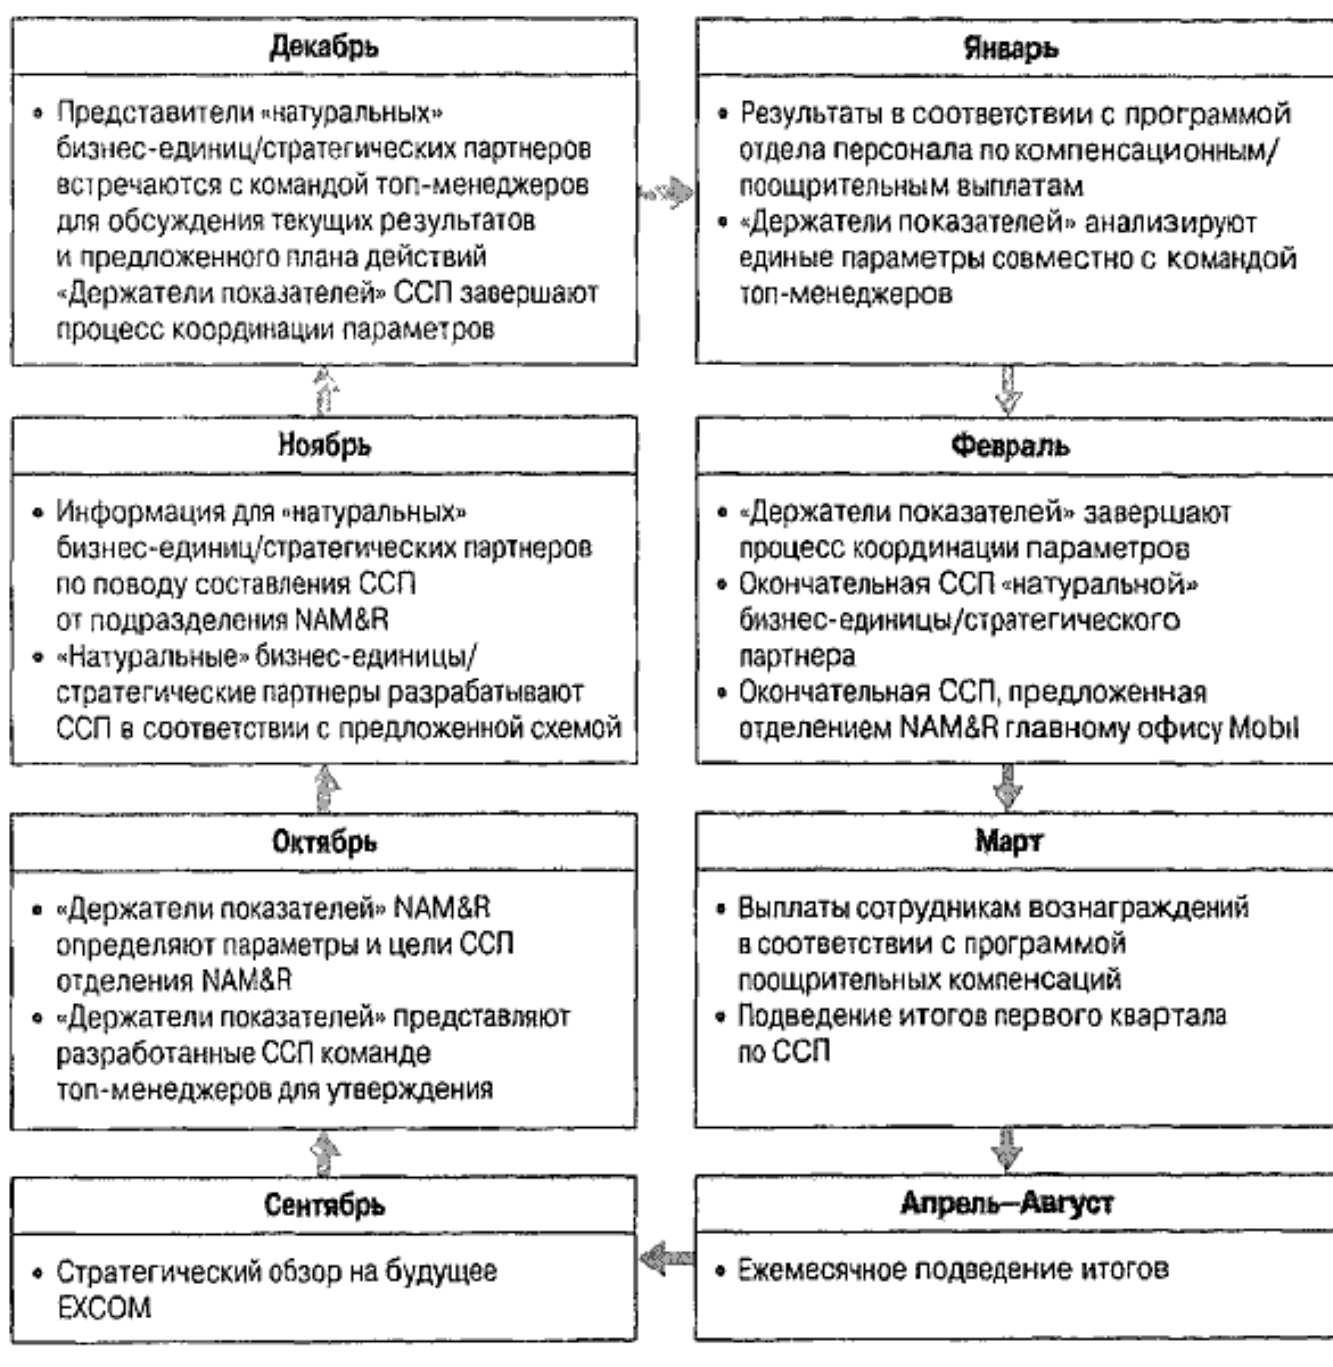 Декабрь
• Представители «натуральных»
бизнес-единиц/стратегических партнеров
встречаются с командой топ-менеджеров
для обсуждения текущих результатов
и предложенного плана действий
«Держатели показателей» ССП завершают
процесс координации параметров
Январь
• Результаты в соответствии с программой
отдела персонала по компенсационным/
поощрительным выплатам
• «Держатели показателей» анализируют
единые параметры совместно с командой
топ-менеджеров
Ноябрь
• Информация для «натуральных»
бизнес-единиц/стратегических партнеров
по поводу составления ССП
от подразделения NAM&R
• «Натуральные» бизнес-единицы/
стратегические партнеры разрабатывают
ССП в соответствии с предложенной схемой
Февраль
• «Держатели показателей» завершают
процесс координации параметров
• Окончательная ССП «натуральной»
бизнес-единицы/стратегического
партнера
• Окончательная ССП, предложенная
отделением NAM&R главному офису Mobil
Октябрь
• «Держатели показателей» NAM&R
определяют параметры и цели ССП
отделения NAM&R
• «Держатели показателей» представляют
разработанные ССП команде
топ-менеджеров для утверждения
Март
• Выплаты сотрудникам вознаграждений
в соответствии с программой
поощрительных компенсаций
• Подведение итогов первого квартала
по ССП
Сентябрь
• Стратегический обзор на будущее
EXCOM
Апрель—Август
• Ежемесячное подведение итогов